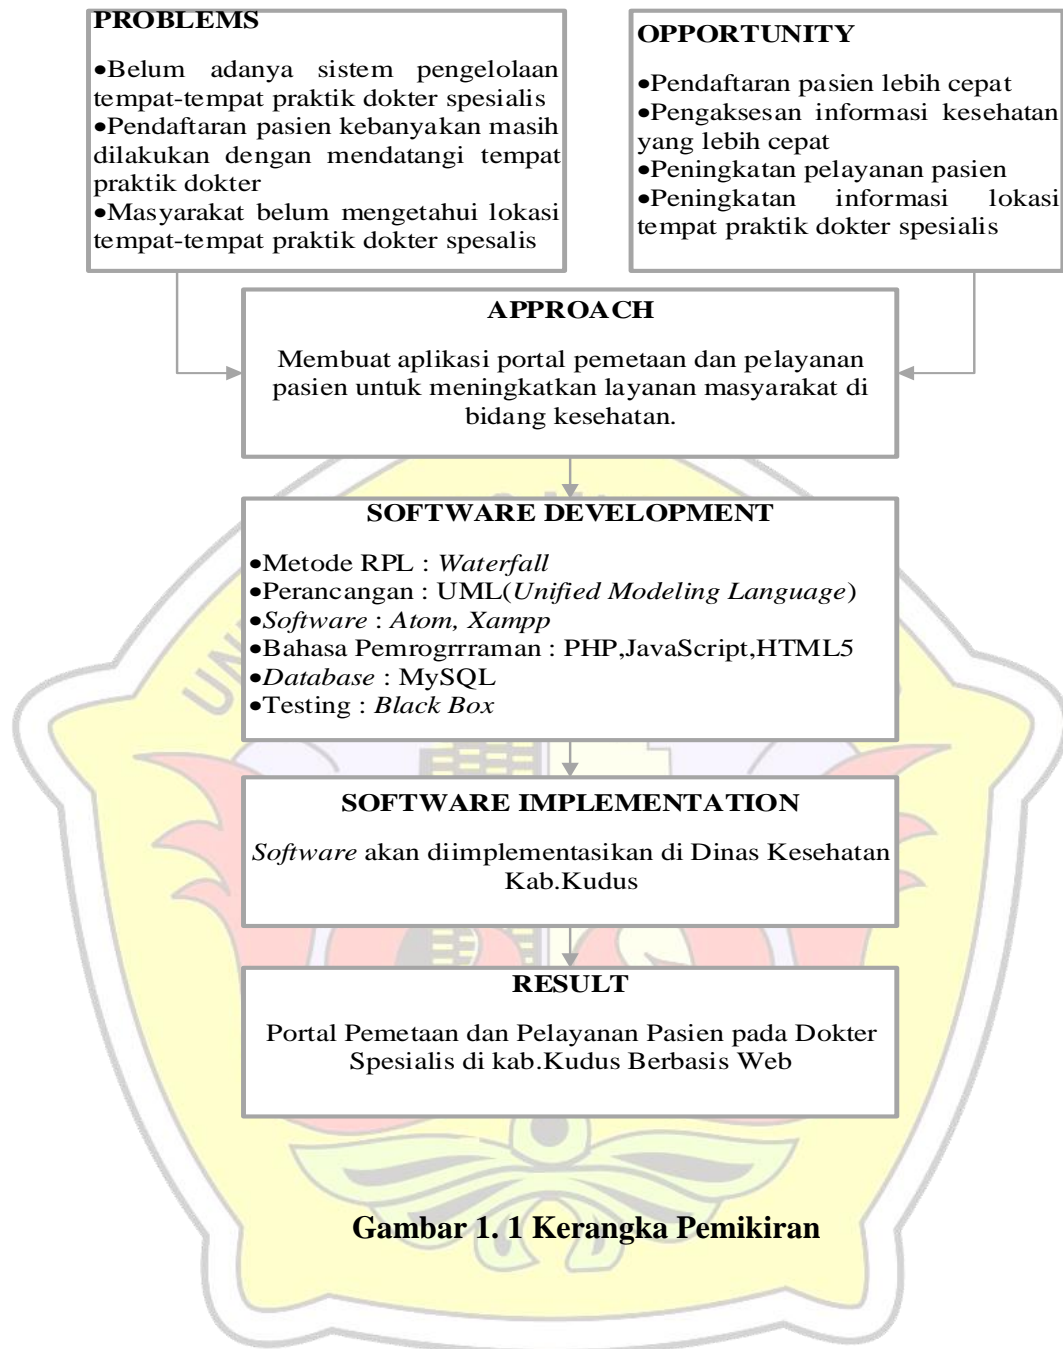 PROBLEMS
•Belum adanya sistem pengelolaan
tempat-tempat praktik dokter spesialis
•Pendaftaran pasien kebanyakan masih
dilakukan dengan mendatangi tempat
praktik dokter
•Masyarakat belum mengetahui lokasi
tempat-tempat praktik dokter spesalis
OPPORTUNITY
•Pendaftaran pasien lebih cepat
•Pengaksesan informasi kesehatan
yang lebih cepat
•Peningkatan pelayanan pasien
•Peningkatan informasi lokasi
tempat praktik dokter spesialis
APPROACH
Membuat aplikasi portal pemetaan dan pelayanan
pasien untuk meningkatkan layanan masyarakat di
bidang kesehatan.
SOFTWARE DEVELOPMENT
•Metode RPL : Waterfall
•Perancangan : UML(Unified Modeling Language)
•Software : Atom, Xampp
•Bahasa Pemrogrrraman : PHP,JavaScript,HTML5
•Database : MySQL
•Testing : Black Box
SOFTWARE IMPLEMENTATION
Software akan diimplementasikan di Dinas Kesehatan
Kab.Kudus
RESULT
Portal Pemetaan dan Pelayanan Pasien pada Dokter
Spesialis di kab.Kudus Berbasis Web
Gambar 1. 1 Kerangka Pemikiran